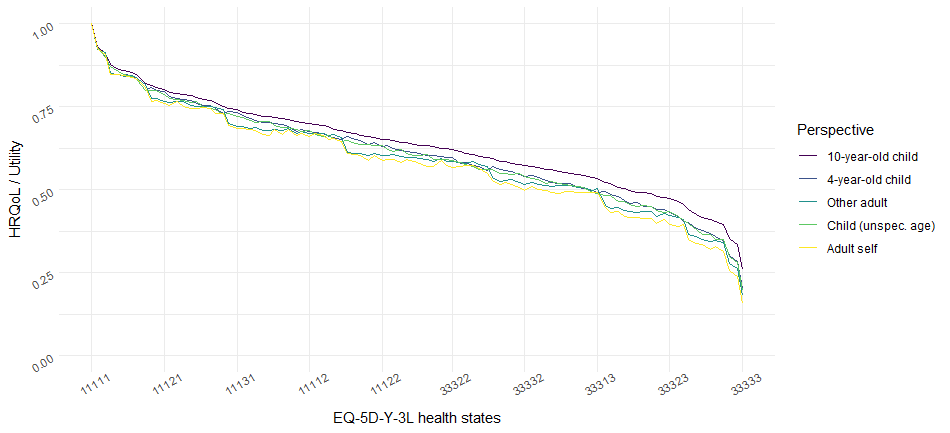 HRQoL / Utility
1.00
0.75
0.50
0.25
0.00
11111 11121 11131 11112 11122 33322 33332 33313 33323 33333
EQ-5D-Y-3L health states
Perspective
10-year-old child
4-year-old child
Other adult
Child (unspec. age)
Adult self